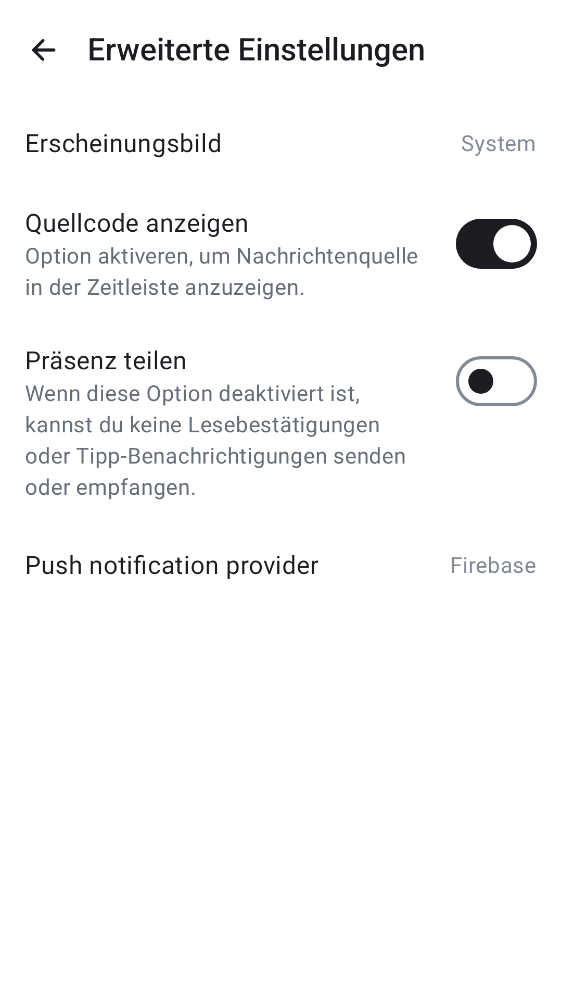 Erweiterte Einstellungen
Erscheinungsbild
System
Quellcode anzeigen
Option aktiveren, um Nachrichtenquelle
in der Zeitleiste anzuzeigen.
Präsenz teilen
Wenn diese Option deaktiviert ist,
kannst du keine Lesebestätigungen
oder Tipp-Benachrichtigungen senden
oder empfangen.
Push notification provider
Firebase